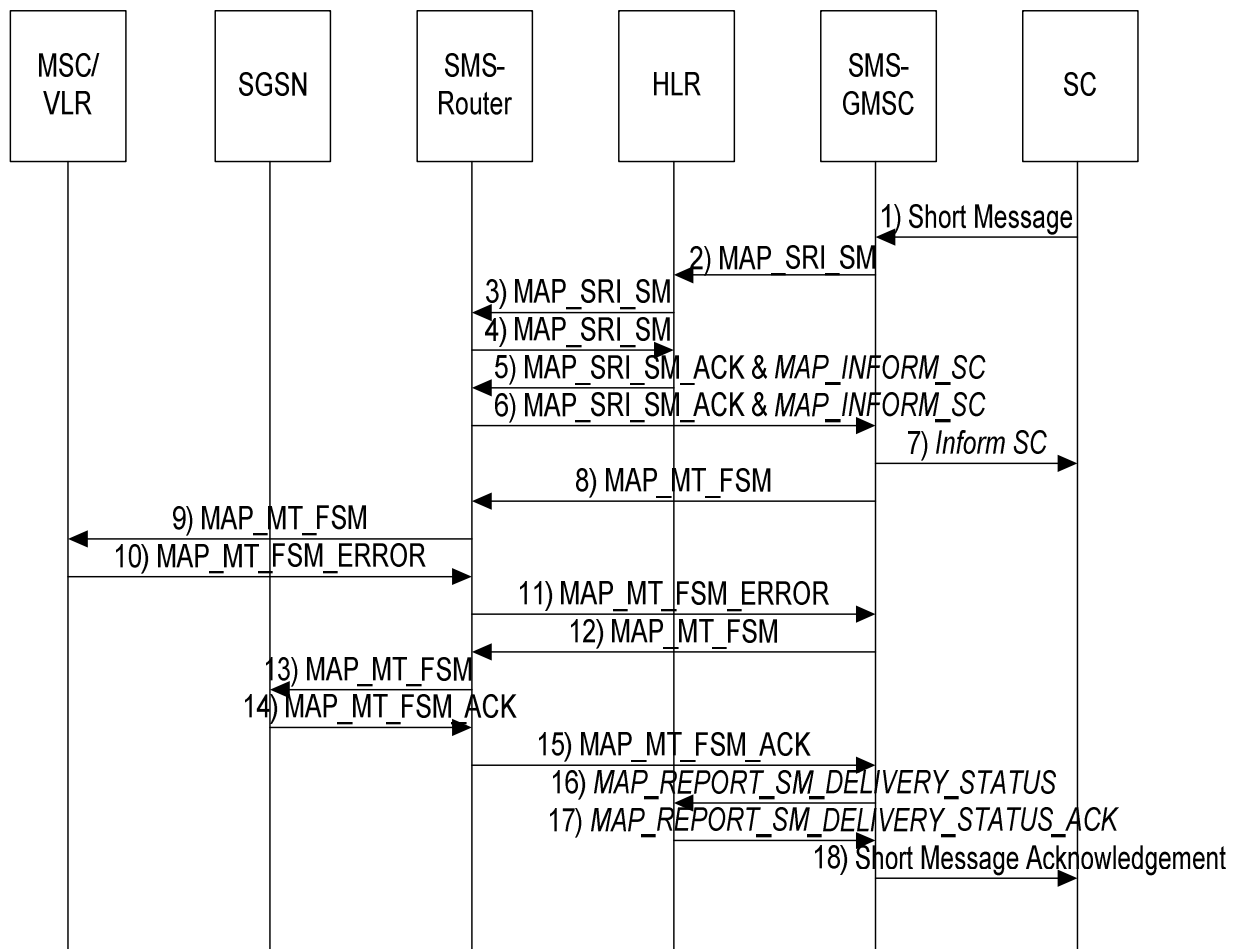 MSC/
VLR
SGSN
SMS-
Router
HLR
SMS-
GMSC
SC
1) Short Message
2) MAP_SRI_SM
3) MAP_SRI_SM
4) MAP_SRI_SM
5) MAP_SRI_SM_ACK & MAP_INFORM_SC
6) MAP_SRI_SM_ACK & MAP_INFORM_SC
7) Inform SC
8) MAP_MT_FSM
9) MAP_MT_FSM
10) MAP_MT_FSM_ERROR
11) MAP_MT_FSM_ERROR
12) MAP_MT_FSM
13) MAP_MT_FSM
14) MAP_MT_FSM_ACK
15) MAP_MT_FSM_ACK
16) MAP_REPORT_SM_DELIVERY_STATUS
17) MAP_REPORT_SM_DELIVERY_STATUS_ACK
18) Short Message Acknowledgement